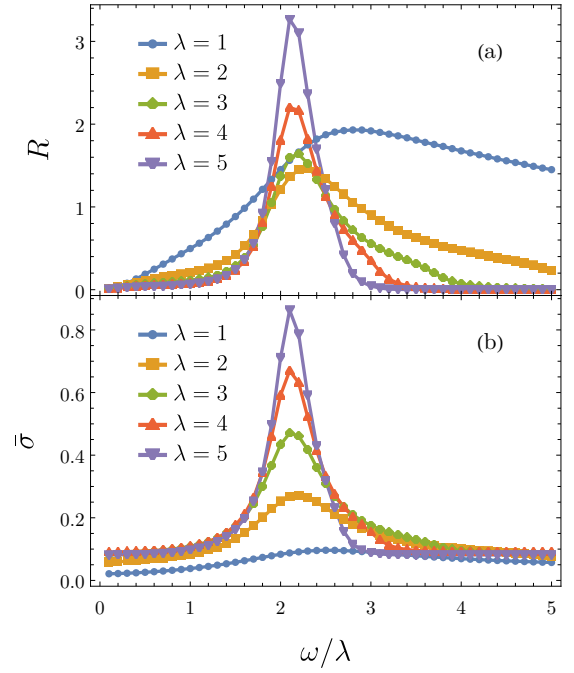 3
2
1
0
R
λ = 1
λ = 2
λ = 3
λ = 4
λ = 5
(a)
0.8
0.6
0.4
0.2
0.0
σ̄
λ = 1
λ = 2
λ = 3
λ = 4
λ = 5
(b)
0 1 2 3 4 5
ω/λ